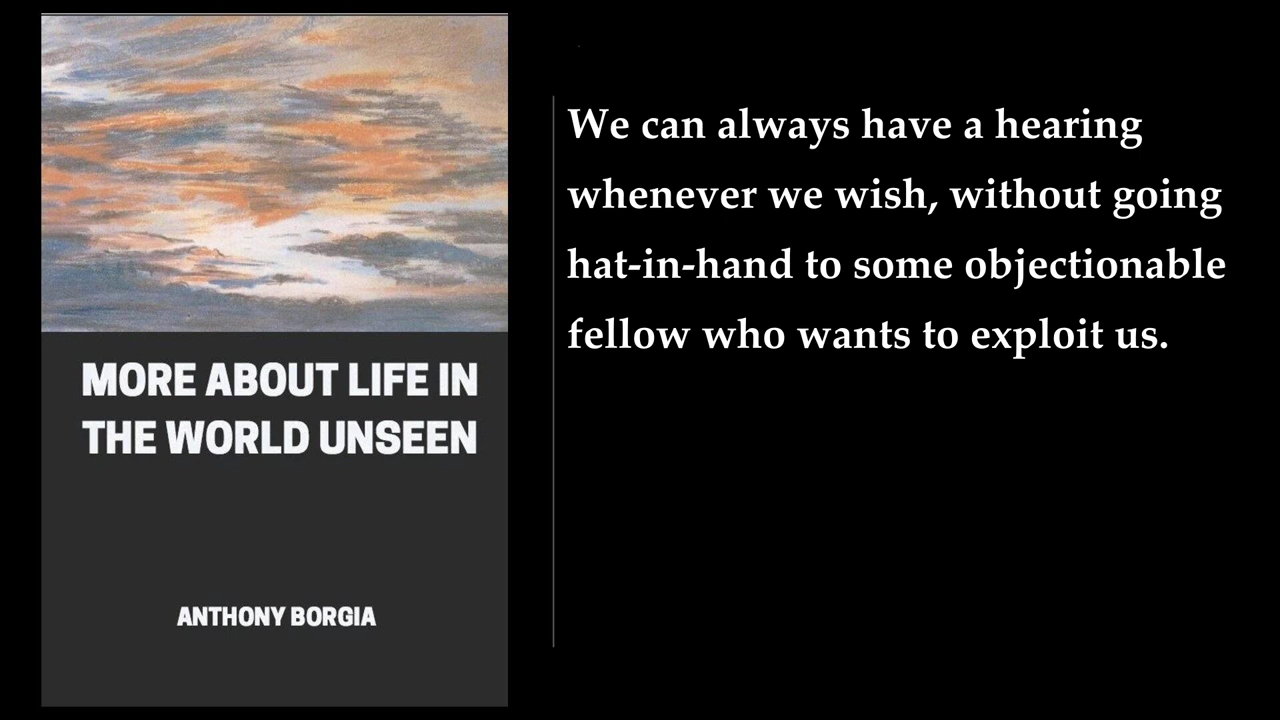 MORE ABOUT LIFE IN
THE WORLD UNSEEN
ANTHONY BORGIA
We can always have a hearing
whenever we wish, without going
hat-in-hand to some objectionable
fellow who wants to exploit us.